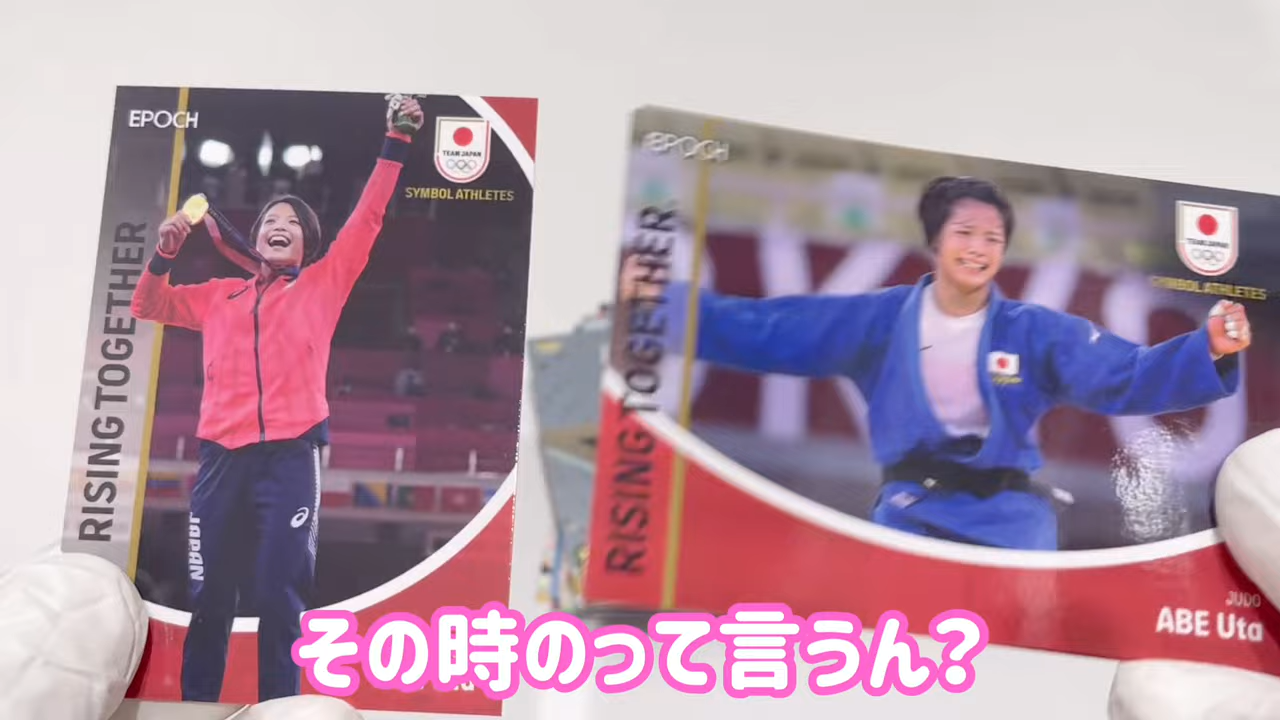 EPOCH
TEAM JAPAN
SYMBOL ATHLETES
RISING TOGETHER
JAPAN
EPOCH
TEAM JAPAN
SYMBOL ATHLETES
RISING TOGETHER
JUDO
ABE Uta
その時のって言うん?